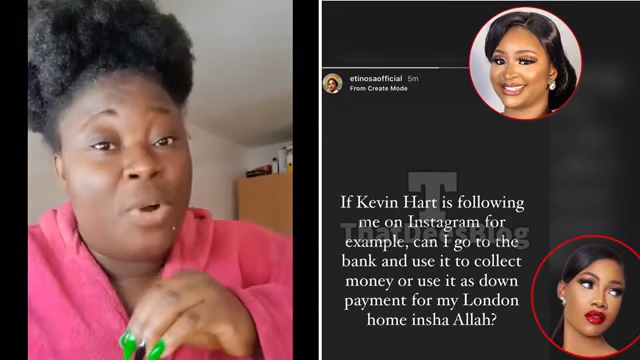 etinosaofficial 5m
From Create Mode
T
ThatDeesBlog
If Kevin Hart is following
me on Instagram for
example, can I go to the
bank and use it to collect
money or use it as down
payment for my London
home insha Allah?